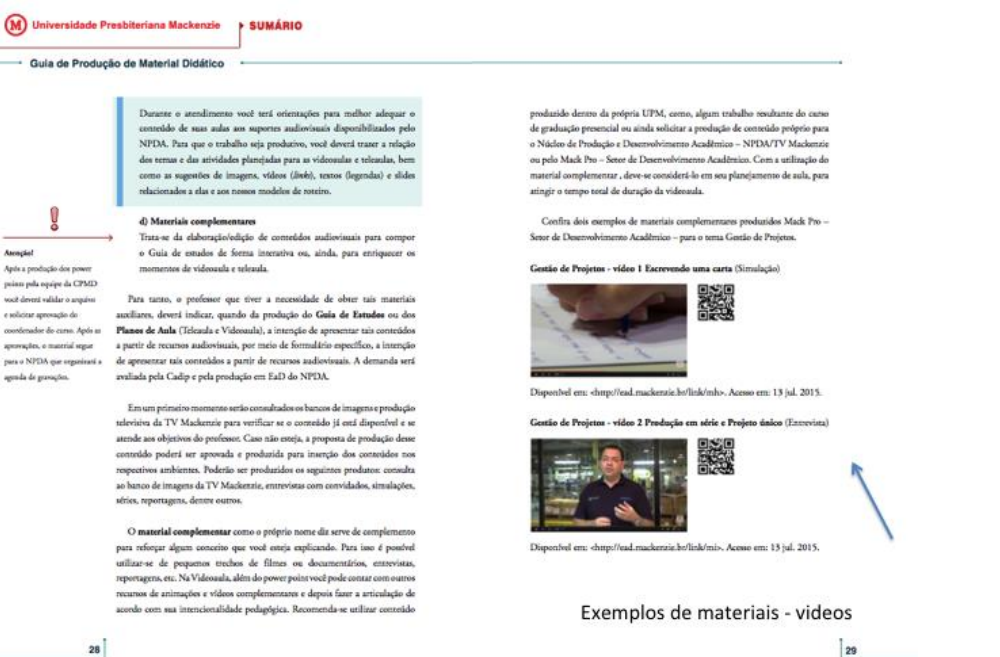 Universidade Presbiteriana Mackenzie
SUMÁRIO
Guia de Produção de Material Didático
Durante o atendimento você terá orientações para melhor adequar o
conteúdo de suas aulas aos suportes audiovisuais disponibilizados pelo
NPDA. Para que o trabalho seja produtivo, você deverá trazer a relação
dos temas e das atividades planejadas para as videoaulas e teleaulas, bem
como as sugestões de imagens, vídeos (links), textos (legendas) e slides
relacionados a elas e aos nossos modelos de roteiro.
Atenção!
Após a produção dos power
points pela equipe da CPMD
você deverá validar o arquivo
e solicitar aprovação do
coordenador do curso. Após as
aprovações, o material segue
para o NPDA que organizará a
agenda de gravações.
d) Materiais complementares
Trata-se da elaboração/edição de conteúdos audiovisuais para compor
o Guia de estudos de forma interativa ou, ainda, para enriquecer os
momentos de videoaula e teleaula.
Para tanto, o professor que tiver a necessidade de obter tais materiais
auxiliares, deverá indicar, quando da produção do Guia de Estudos ou dos
Planos de Aula (Teleaula e Videoaula), a intenção de apresentar tais conteúdos
a partir de recursos audiovisuais, por meio de formulário específico, a intenção
de apresentar tais conteúdos a partir de recursos audiovisuais. A demanda será
avaliada pela Cadip e pela produção em EaD do NPDA.
Em um primeiro momento serão consultados os bancos de imagens e produção
televisiva da TV Mackenzie para verificar se o conteúdo já está disponível e se
atende aos objetivos do professor. Caso não esteja, a proposta de produção desse
conteúdo poderá ser aprovada e produzida para inserção dos conteúdos nos
respectivos ambientes. Poderão ser produzidos os seguintes produtos: consulta
ao banco de imagens da TV Mackenzie, entrevistas com convidados, simulações,
séries, reportagens, dentre outros.
O material complementar como o próprio nome diz serve de complemento
para reforçar algum conceito que você esteja explicando. Para isso é possível
utilizar-se de pequenos trechos de filmes ou documentários, entrevistas,
reportagens, etc. Na Videoaula, além do power point você pode contar com outros
recursos de animações e vídeos complementares e depois fazer a articulação de
acordo com sua intencionalidade pedagógica. Recomenda-se utilizar conteúdo
28
produzido dentro da própria UPM, como, algum trabalho resultante do curso
de graduação presencial ou ainda solicitar a produção de conteúdo próprio para
o Núcleo de Produção e Desenvolvimento Acadêmico – NPDA/TV Mackenzie
ou pelo Mack Pro – Setor de Desenvolvimento Acadêmico. Com a utilização do
material complementar , deve-se considerá-lo em seu planejamento de aula, para
atingir o tempo total de duração da videoaula.
Confira dois exemplos de materiais complementares produzidos Mack Pro –
Setor de Desenvolvimento Acadêmico – para o tema Gestão de Projetos.
Gestão de Projetos - vídeo 1 Escrevendo uma carta (Simulação)
Disponível em: <http://ead.mackenzie.br/link/mh>. Acesso em: 13 jul. 2015.
Gestão de Projetos - vídeo 2 Produção em série e Projeto único (Entrevista)
Disponível em: <http://ead.mackenzie.br/link/mi>. Acesso em: 13 jul. 2015.
Exemplos de materiais - videos
29